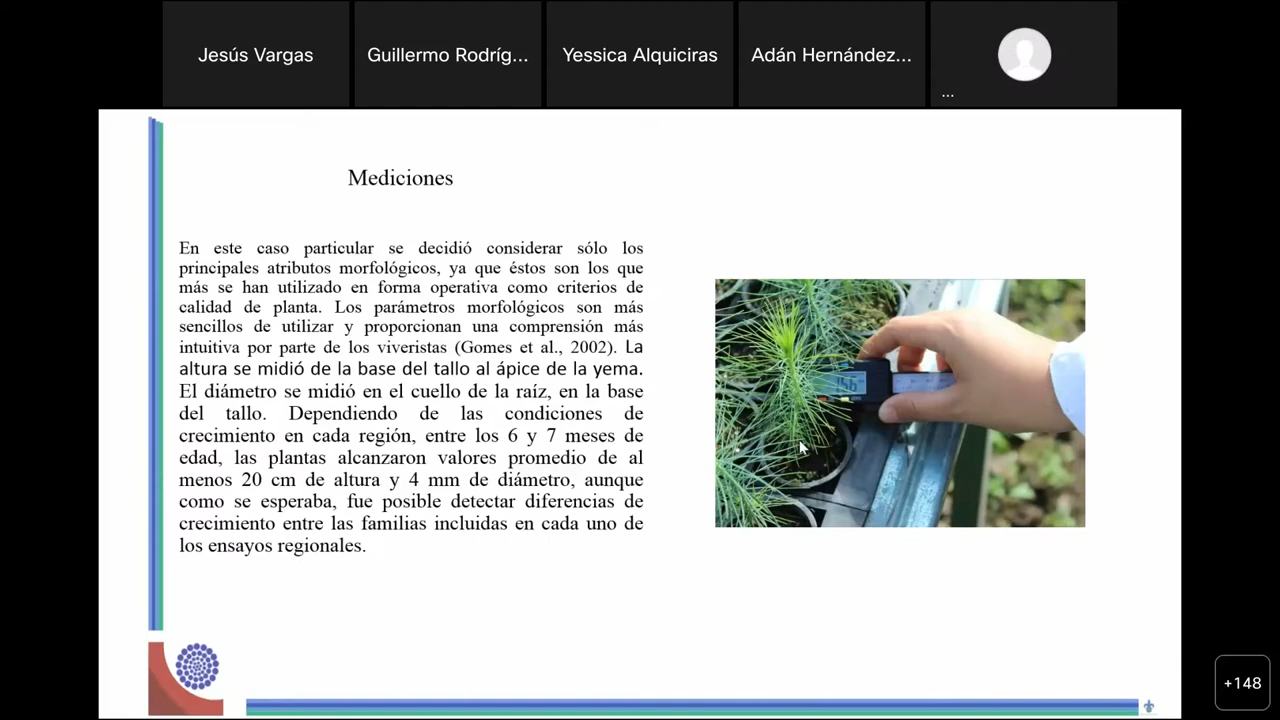 Jesús Vargas
Guillermo Rodríg...
Yessica Alquiciras
Adán Hernández...
...
Mediciones
En este caso particular se decidió considerar sólo los
principales atributos morfológicos, ya que éstos son los que
más se han utilizado en forma operativa como criterios de
calidad de planta. Los parámetros morfológicos son más
sencillos de utilizar y proporcionan una comprensión más
intuitiva por parte de los viveristas (Gomes et al., 2002). La
altura se midió de la base del tallo al ápice de la yema.
El diámetro se midió en el cuello de la raíz, en la base
del tallo. Dependiendo de las condiciones de
crecimiento en cada región, entre los 6 y 7 meses de
edad, las plantas alcanzaron valores promedio de al
menos 20 cm de altura y 4 mm de diámetro, aunque
como se esperaba, fue posible detectar diferencias de
crecimiento entre las familias incluidas en cada uno de
los ensayos regionales.
+148